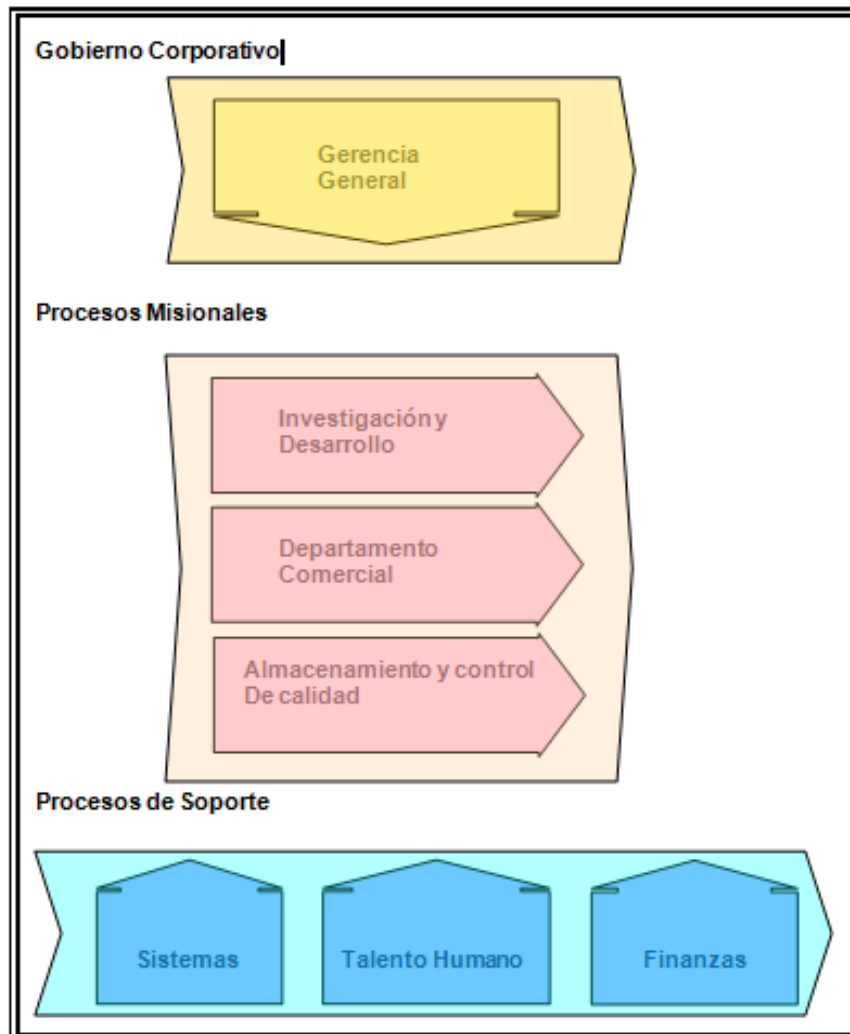 Gobierno Corporativo
Gerencia
General
Procesos Misionales
Investigación y
Desarrollo
Departamento
Comercial
Almacenamiento y control
De calidad
Procesos de Soporte
Sistemas
Talento Humano
Finanzas